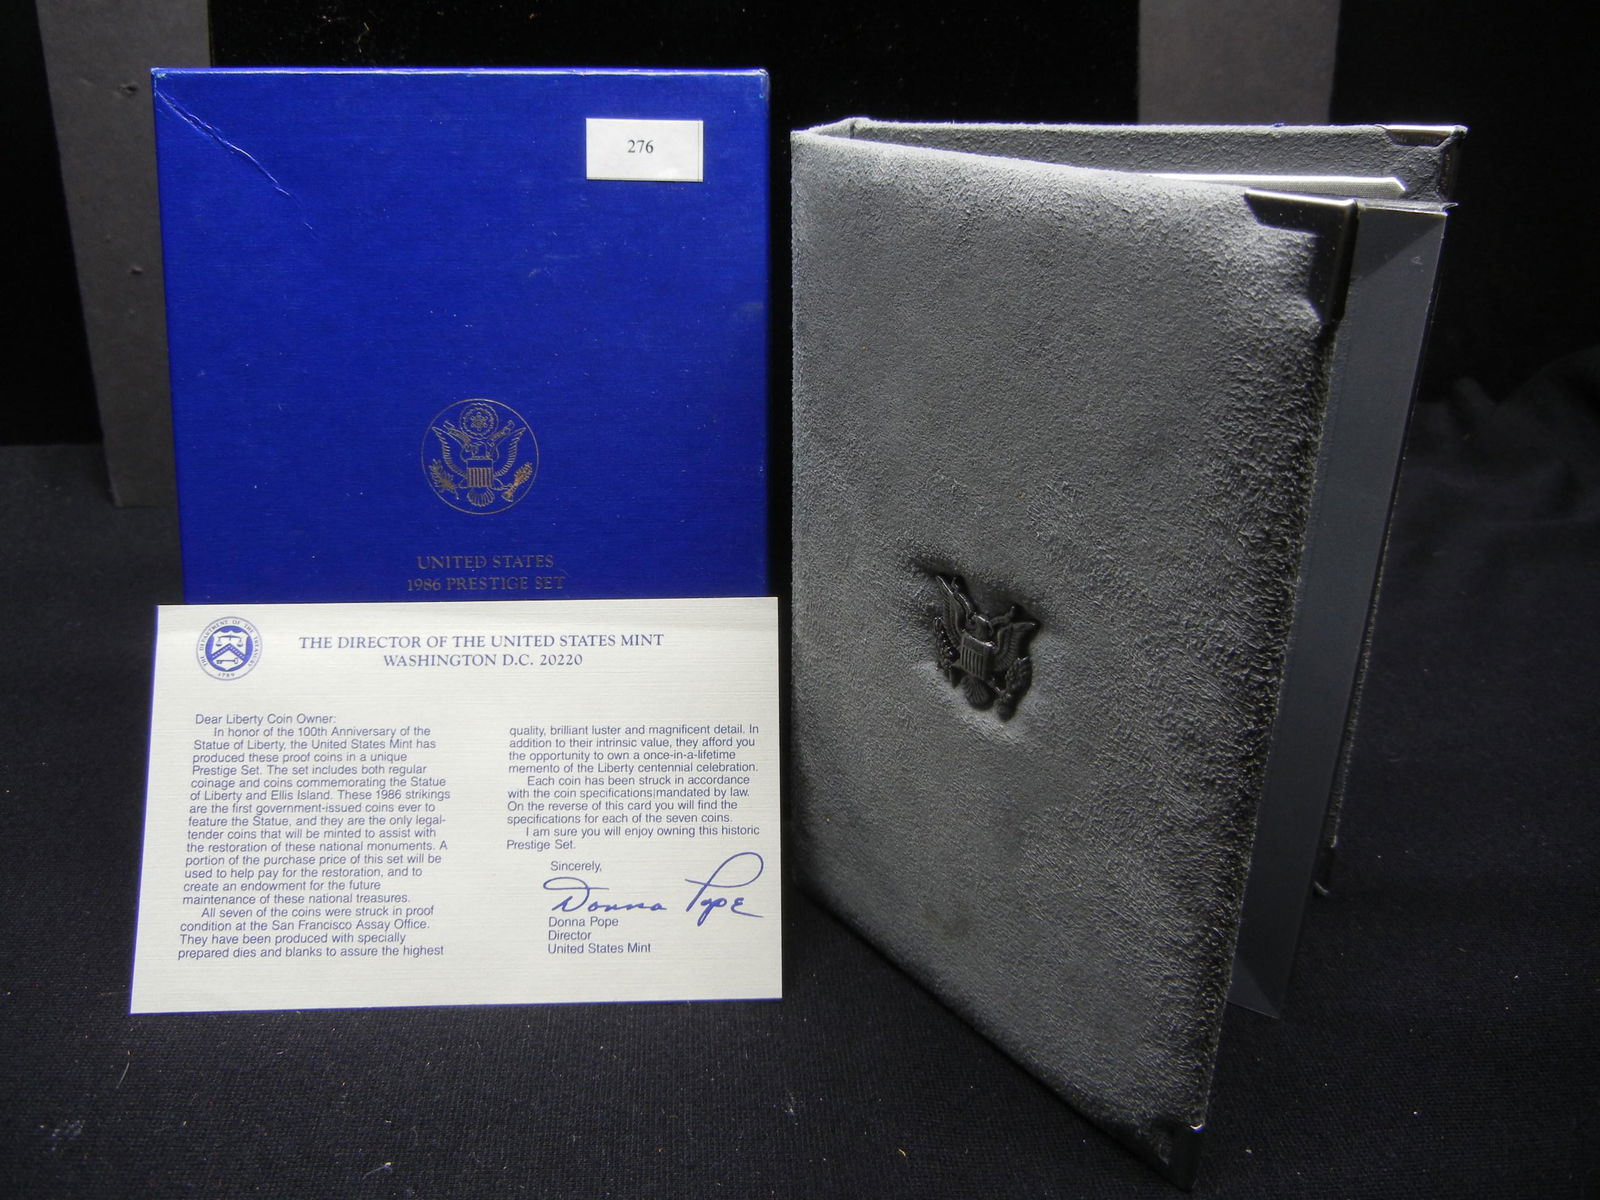 276
UNITED STATES
1986 PRESTIGE SET
THE DEPARTMENT OF THE TREASURY
1789
THE DIRECTOR OF THE UNITED STATES MINT
WASHINGTON D.C. 20220
Dear Liberty Coin Owner:
In honor of the 100th Anniversary of the
Statue of Liberty, the United States Mint has
produced these proof coins in a unique
Prestige Set. The set includes both regular
coinage and coins commemorating the Statue
of Liberty and Ellis Island. These 1986 strikings
are the first government-issued coins ever to
feature the Statue, and they are the only legal-
tender coins that will be minted to assist with
the restoration of these national monuments. A
portion of the purchase price of this set will be
used to help pay for the restoration, and to
create an endowment for the future
maintenance of these national treasures.
All seven of the coins were struck in proof
condition at the San Francisco Assay Office.
They have been produced with specially
prepared dies and blanks to assure the highest
quality, brilliant luster and magnificent detail. In
addition to their intrinsic value, they afford you
the opportunity to own a once-in-a-lifetime
memento of the Liberty centennial celebration.
Each coin has been struck in accordance
with the coin specifications mandated by law.
On the reverse of this card you will find the
specifications for each of the seven coins.
I am sure you will enjoy owning this historic
Prestige Set.
Sincerely,
Donna Pope
Donna Pope
Director
United States Mint